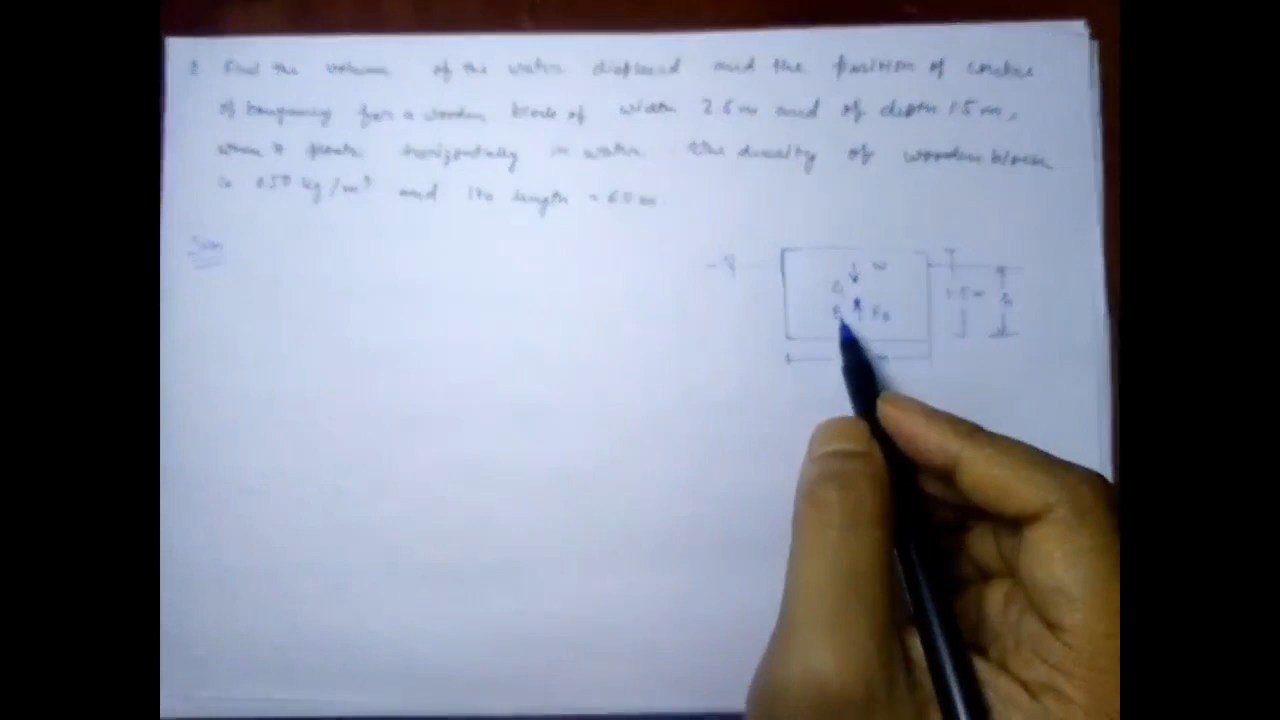 Find the volume of the water displaced and the position of centre
of buoyancy for a wooden block of width 2.5 m and of depth 1.5 m,
when it floats horizontally in water The density of wooden block
is 650 kg/m³ and its length = 6.0 m
Soln
W
G
1.5m
h
B
FB